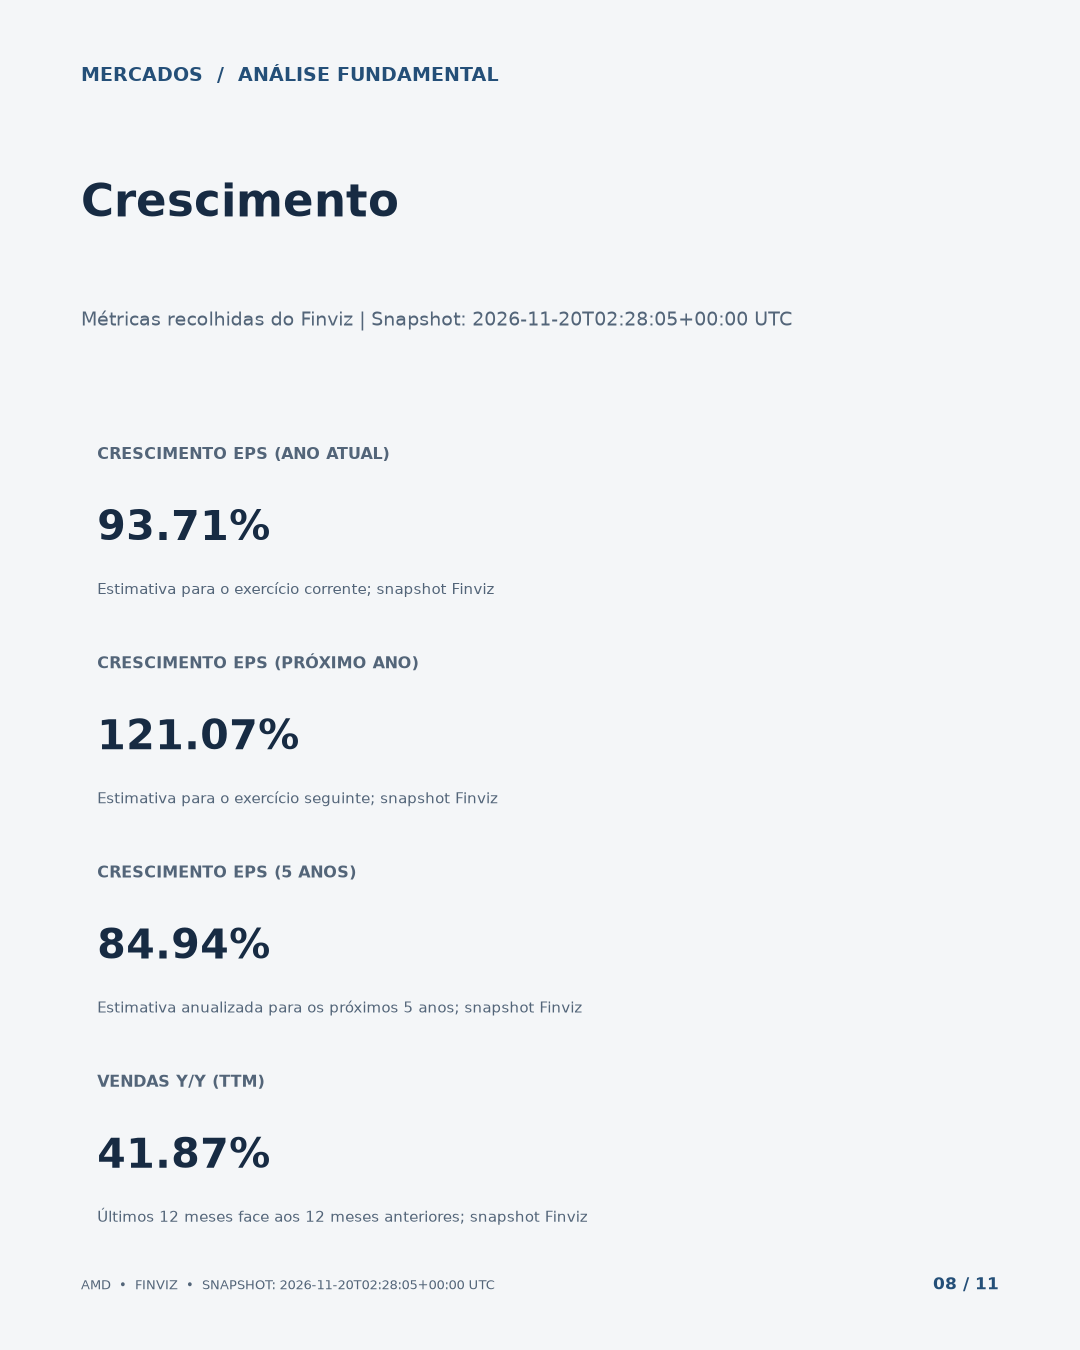 MERCADOS / ANÁLISE FUNDAMENTAL
Crescimento
Métricas recolhidas do Finviz | Snapshot: 2026-11-20T02:28:05+00:00 UTC
CRESCIMENTO EPS (ANO ATUAL)
93.71%
Estimativa para o exercício corrente; snapshot Finviz
CRESCIMENTO EPS (PRÓXIMO ANO)
121.07%
Estimativa para o exercício seguinte; snapshot Finviz
CRESCIMENTO EPS (5 ANOS)
84.94%
Estimativa anualizada para os próximos 5 anos; snapshot Finviz
VENDAS Y/Y (TTM)
41.87%
Últimos 12 meses face aos 12 meses anteriores; snapshot Finviz
AMD • FINVIZ • SNAPSHOT: 2026-11-20T02:28:05+00:00 UTC
08 / 11